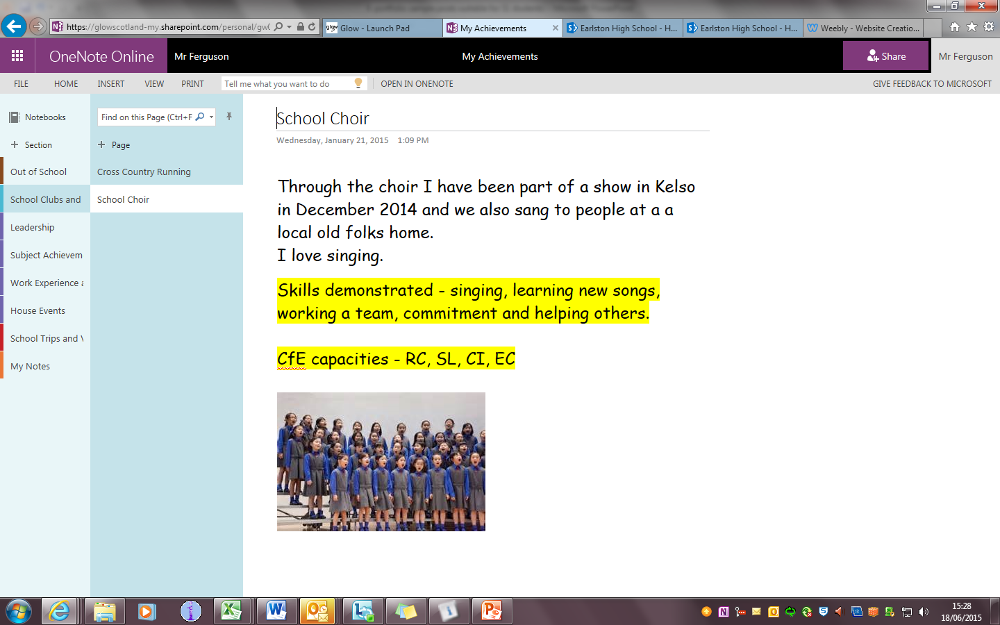 https://glowscotland-my.sharepoint.com/personal/gw
glow Glow - Launch Pad
My Achievements
Earlston High School - H...
Earlston High School - H...
Weebly - Website Creatio...
OneNote Online
Mr Ferguson
My Achievements
Share
Mr Ferguson
FILE HOME INSERT VIEW PRINT
Tell me what you want to do
OPEN IN ONENOTE
GIVE FEEDBACK TO MICROSOFT
Notebooks
+ Section
Out of School
School Clubs and
Leadership
Subject Achievem
Work Experience a
House Events
School Trips and V
My Notes
Find on this Page (Ctrl+F
+ Page
Cross Country Running
School Choir
School Choir
Wednesday, January 21, 2015 1:09 PM
Through the choir I have been part of a show in Kelso
in December 2014 and we also sang to people at a a
local old folks home.
I love singing.
Skills demonstrated - singing, learning new songs,
working a team, commitment and helping others.
CfE capacities - RC, SL, CI, EC
15:28
18/06/2015